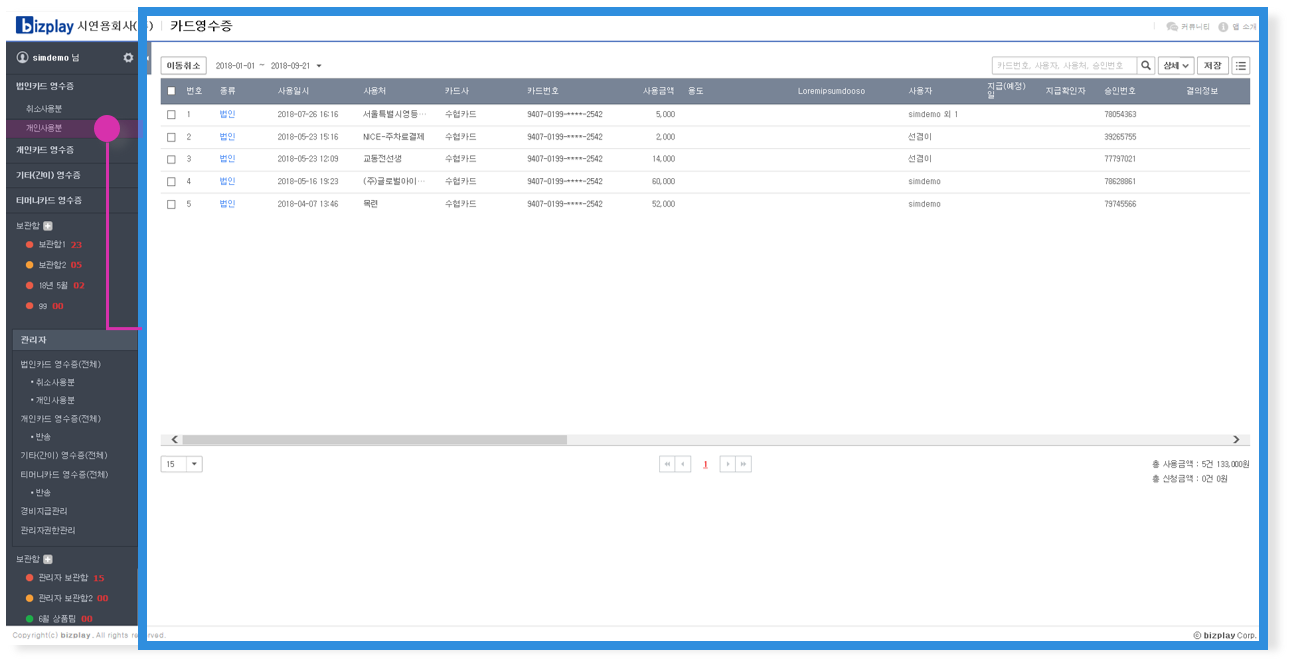 bizplay 시연용회사( ) | 카드영수증
커뮤니티 앱 소개
simdemo 님
이동취소 2018-01-01 ~ 2018-09-21
카드번호, 사용자, 사용처, 승인번호 상세 저장
법인카드 영수증
취소사용분
개인사용분
개인카드 영수증
기타(간이) 영수증
티머니카드 영수증
보관함
보관함1 23
보관함2 05
18년 5월 02
99 00
관리자
법인카드 영수증(전체)
• 취소사용분
• 개인사용분
개인카드 영수증(전체)
• 반송
기타(간이) 영수증(전체)
티머니카드 영수증(전체)
• 반송
경비지급관리
관리자권한관리
보관함
관리자 보관함 15
관리자 보관함2 00
6월 상품팀 00
번호 종류 사용일시 사용처 카드사 카드번호 사용금액 용도 Loremipsumdooso 사용자 지급(예정)일 지급확인자 승인번호 결의정보
1 법인 2018-07-26 16:16 서울특별시영등… 수협카드 9407-0199-****-2542 5,000 simdemo 외 1 78054363
2 법인 2018-05-23 15:16 NICE-주차료결제 수협카드 9407-0199-****-2542 2,000 선겸이 39265755
3 법인 2018-05-23 12:09 교동전선생 수협카드 9407-0199-****-2542 14,000 선겸이 77797021
4 법인 2018-05-16 19:23 (주)글로벌아이… 수협카드 9407-0199-****-2542 60,000 simdemo 78628861
5 법인 2018-04-07 13:46 목련 수협카드 9407-0199-****-2542 52,000 simdemo 79745566
15 1
총 사용금액 : 5건 133,000원
총 신청금액 : 0건 0원
Copyright(c) bizplay. All rights re rved.
ⓒ bizplay Corp.